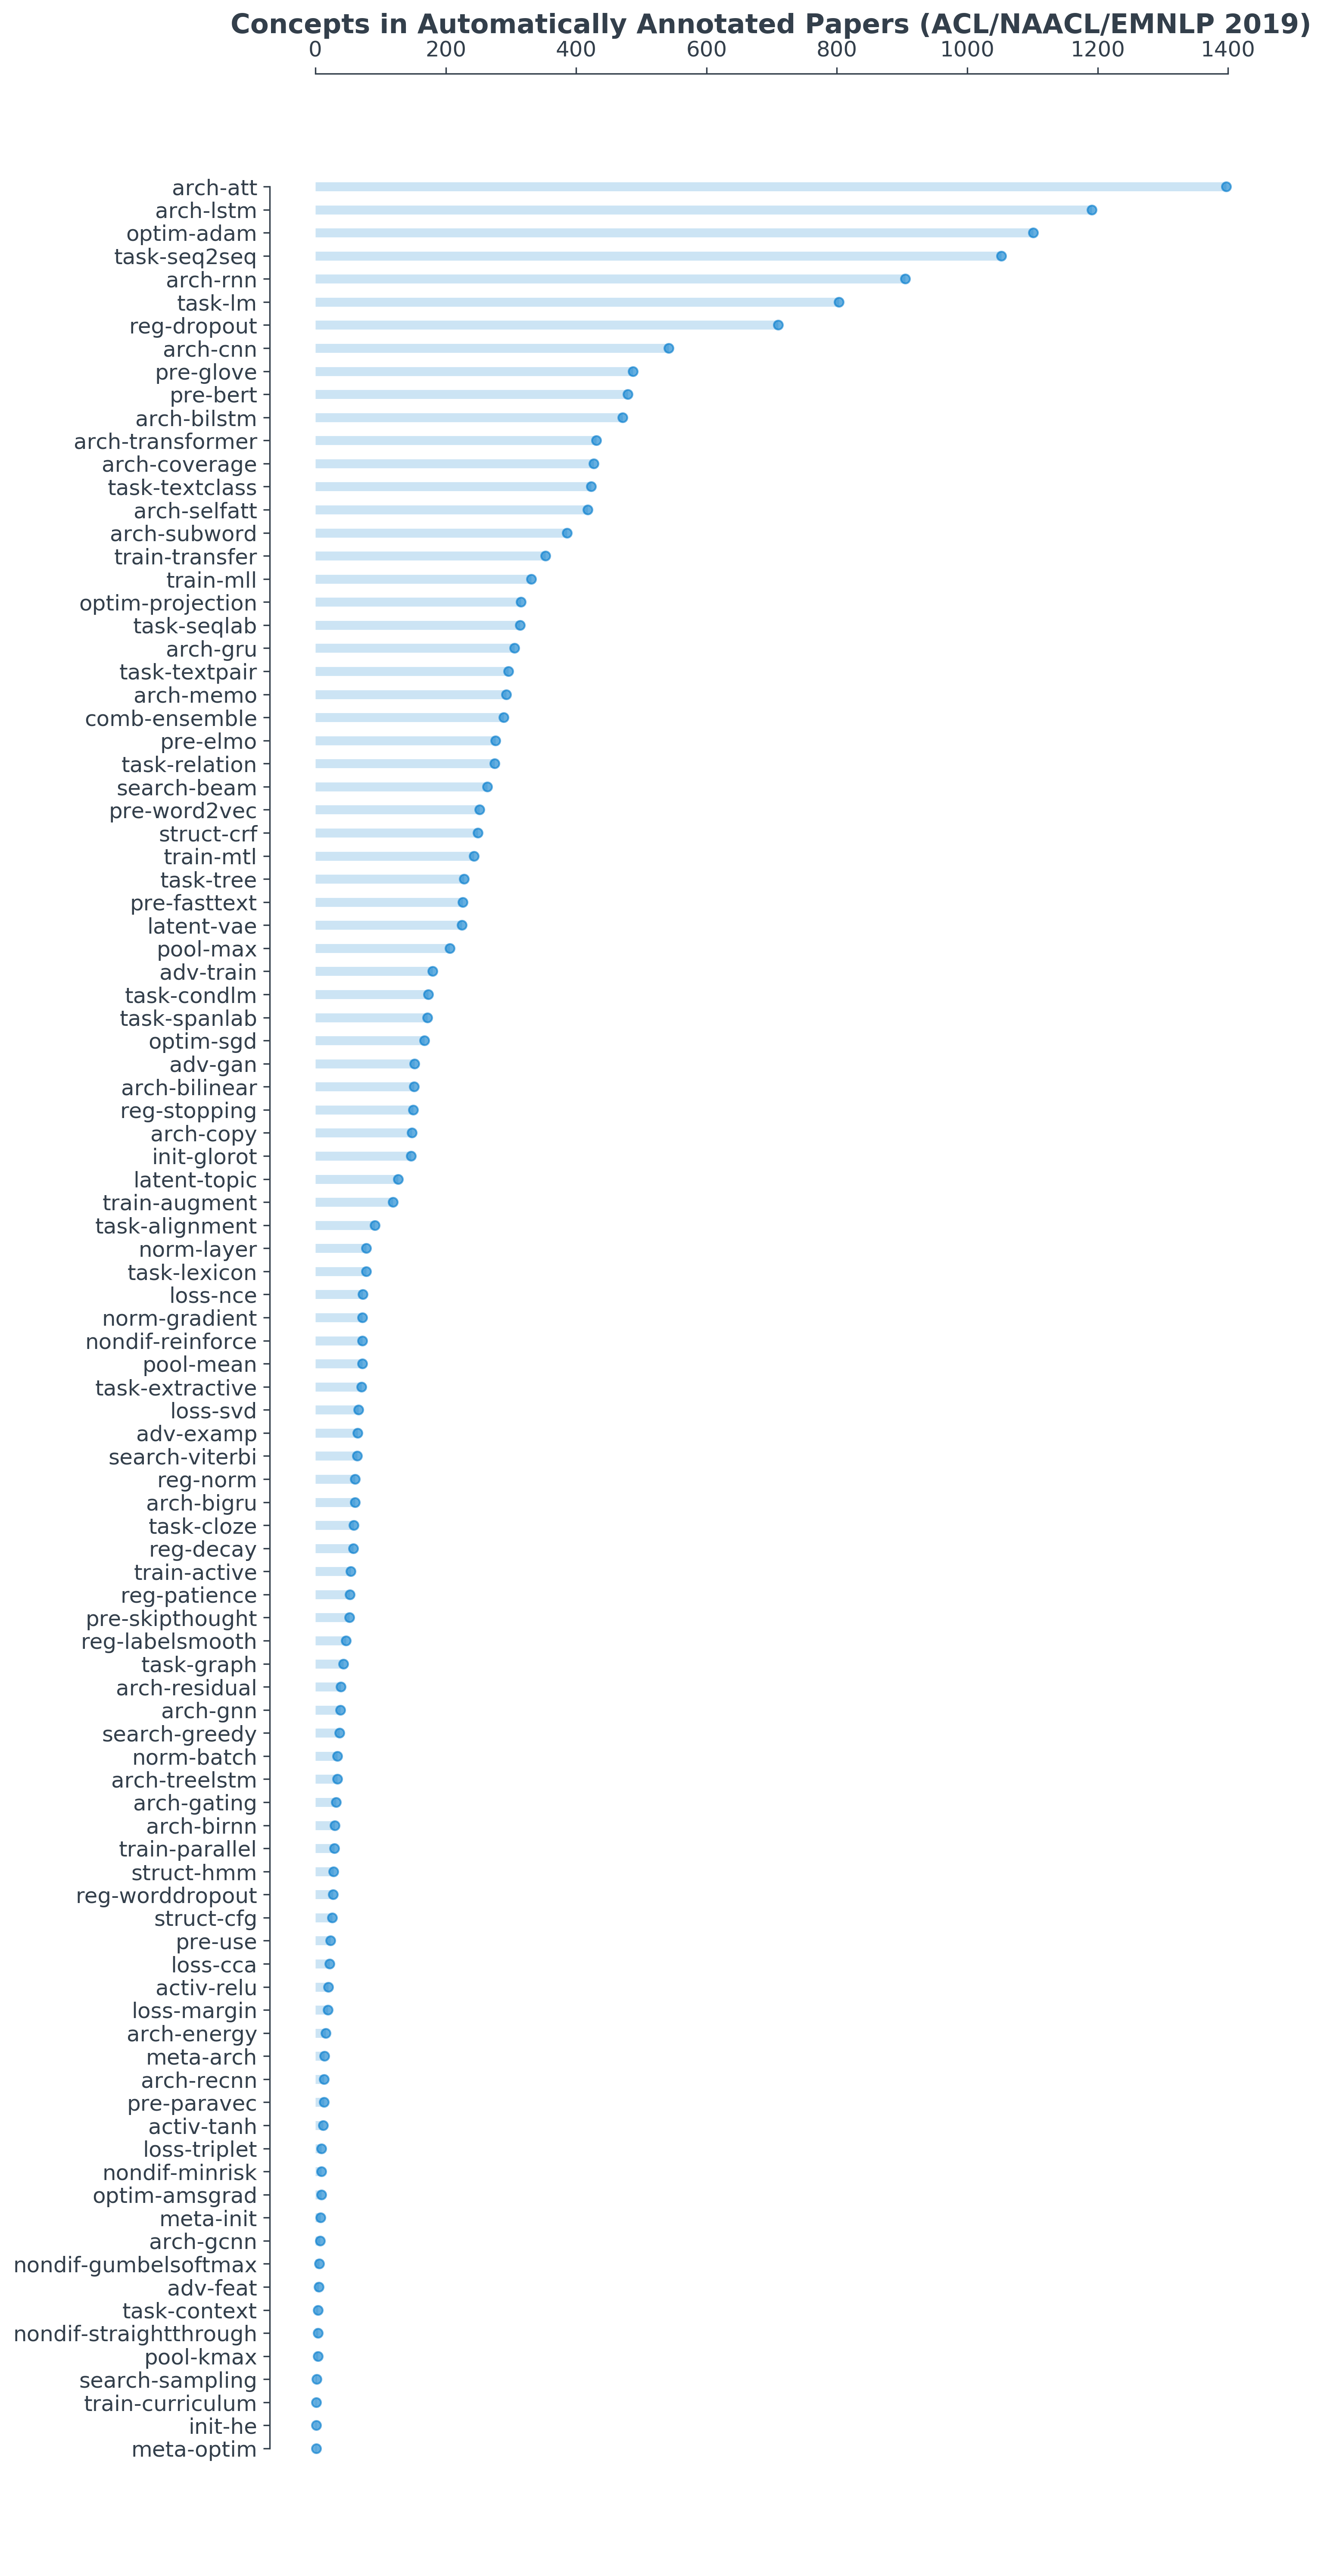 Concepts in Automatically Annotated Papers (ACL/NAACL/EMNLP 2019)
0 200 400 600 800 1000 1200 1400
arch-att
arch-lstm
optim-adam
task-seq2seq
arch-rnn
task-lm
reg-dropout
arch-cnn
pre-glove
pre-bert
arch-bilstm
arch-transformer
arch-coverage
task-textclass
arch-selfatt
arch-subword
train-transfer
train-mll
optim-projection
task-seqlab
arch-gru
task-textpair
arch-memo
comb-ensemble
pre-elmo
task-relation
search-beam
pre-word2vec
struct-crf
train-mtl
task-tree
pre-fasttext
latent-vae
pool-max
adv-train
task-condlm
task-spanlab
optim-sgd
adv-gan
arch-bilinear
reg-stopping
arch-copy
init-glorot
latent-topic
train-augment
task-alignment
norm-layer
task-lexicon
loss-nce
norm-gradient
nondif-reinforce
pool-mean
task-extractive
loss-svd
adv-examp
search-viterbi
reg-norm
arch-bigru
task-cloze
reg-decay
train-active
reg-patience
pre-skipthought
reg-labelsmooth
task-graph
arch-residual
arch-gnn
search-greedy
norm-batch
arch-treelstm
arch-gating
arch-birnn
train-parallel
struct-hmm
reg-worddropout
struct-cfg
pre-use
loss-cca
activ-relu
loss-margin
arch-energy
meta-arch
arch-recnn
pre-paravec
activ-tanh
loss-triplet
nondif-minrisk
optim-amsgrad
meta-init
arch-gcnn
nondif-gumbelsoftmax
adv-feat
task-context
nondif-straightthrough
pool-kmax
search-sampling
train-curriculum
init-he
meta-optim